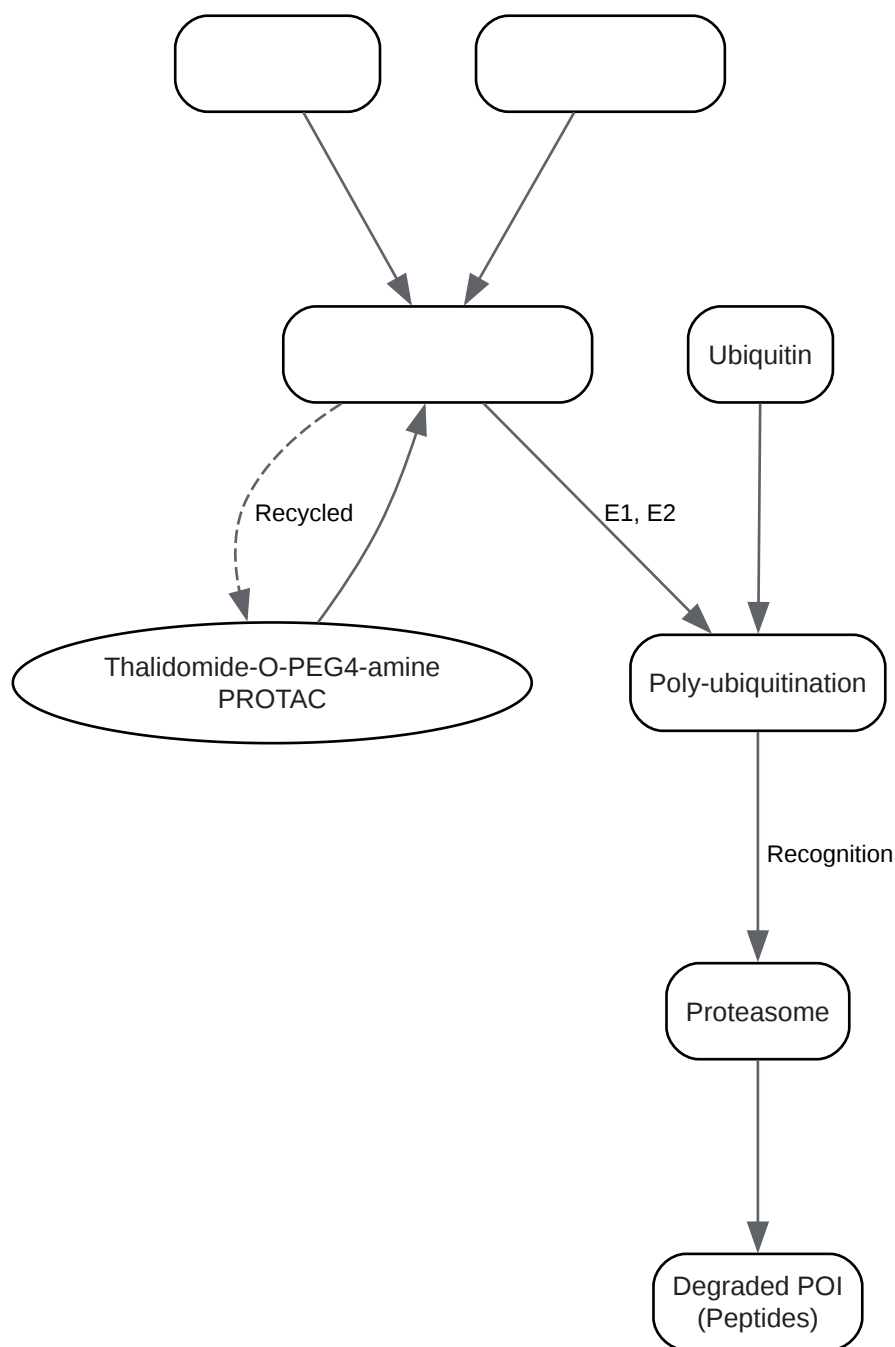 Ubiquitin
Recycled
E1, E2
Thalidomide-O-PEG4-amine
PROTAC
Poly-ubiquitination
Recognition
Proteasome
Degraded POI
(Peptides)